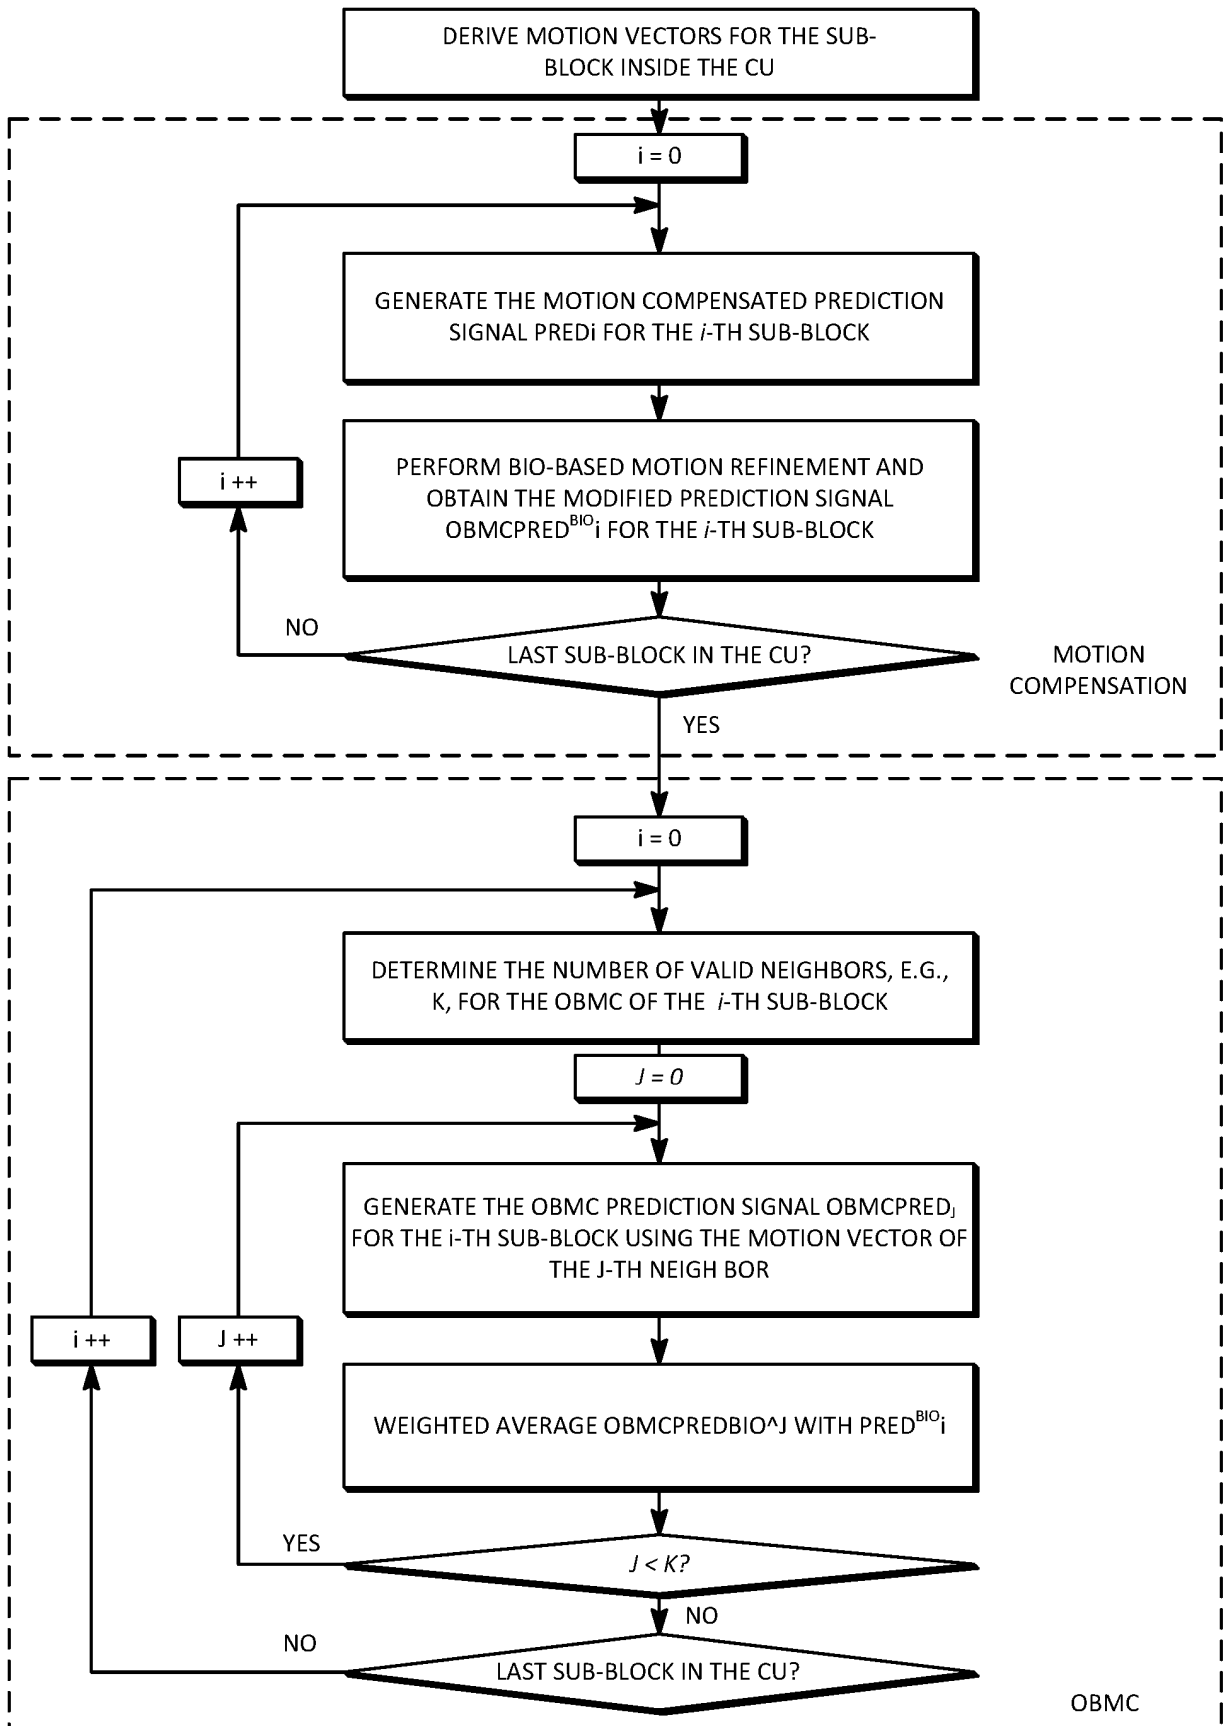 DERIVE MOTION VECTORS FOR THE SUB-
BLOCK INSIDE THE CU
i = 0
GENERATE THE MOTION COMPENSATED PREDICTION
SIGNAL PREDi FOR THE i-TH SUB-BLOCK
PERFORM BIO-BASED MOTION REFINEMENT AND
OBTAIN THE MODIFIED PREDICTION SIGNAL
OBMCPRED^BIO i FOR THE i-TH SUB-BLOCK
i ++
NO
LAST SUB-BLOCK IN THE CU?
MOTION
COMPENSATION
YES
i = 0
DETERMINE THE NUMBER OF VALID NEIGHBORS, E.G.,
K, FOR THE OBMC OF THE i-TH SUB-BLOCK
J = 0
GENERATE THE OBMC PREDICTION SIGNAL OBMCPREDJ
FOR THE i-TH SUB-BLOCK USING THE MOTION VECTOR OF
THE J-TH NEIGH BOR
i ++
J ++
WEIGHTED AVERAGE OBMCPREDBIO^J WITH PRED^BIO i
YES
J < K?
NO
NO
LAST SUB-BLOCK IN THE CU?
OBMC